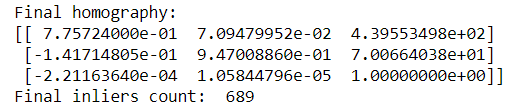 Final homography:
[[ 7.75724000e-01  7.09479952e-02  4.39553498e+02]
 [-1.41714805e-01  9.47008860e-01  7.00664038e+01]
 [-2.21163640e-04  1.05844796e-05  1.00000000e+00]]
Final inliers count:  689